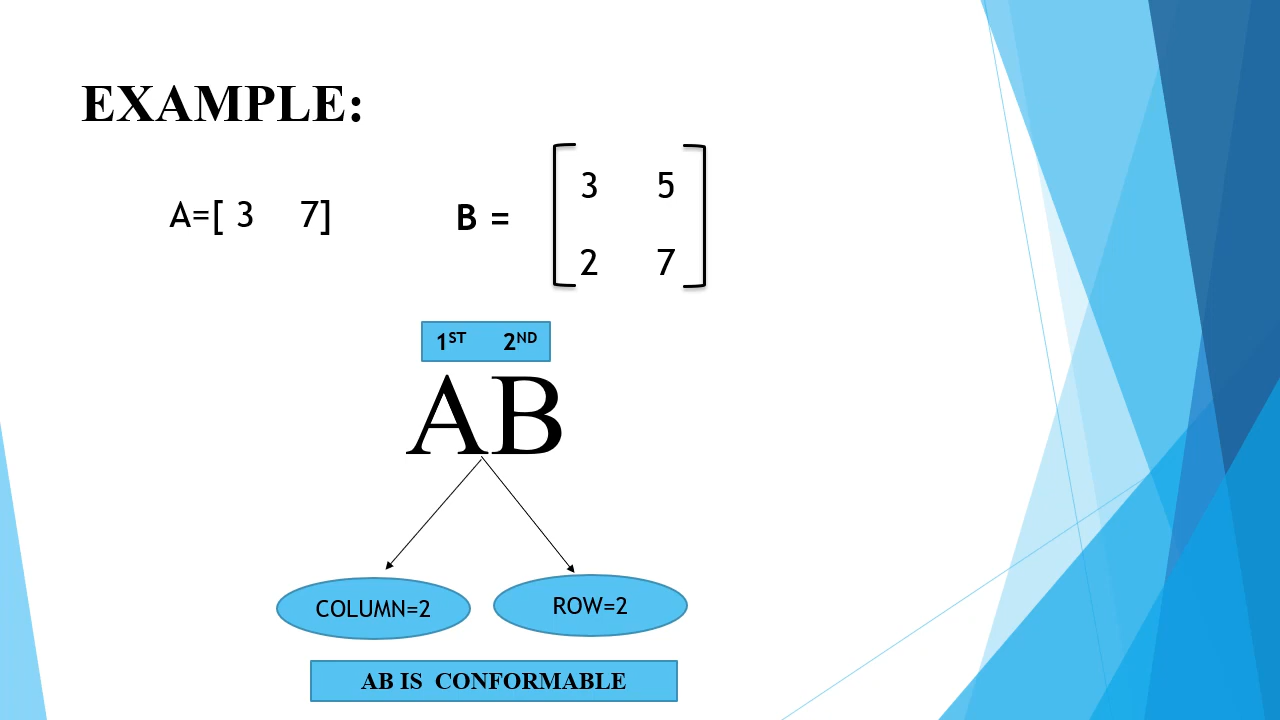 EXAMPLE:
A=[ 3 7]
B =
3 5
2 7
1ST 2ND
AB
COLUMN=2
ROW=2
AB IS CONFORMABLE